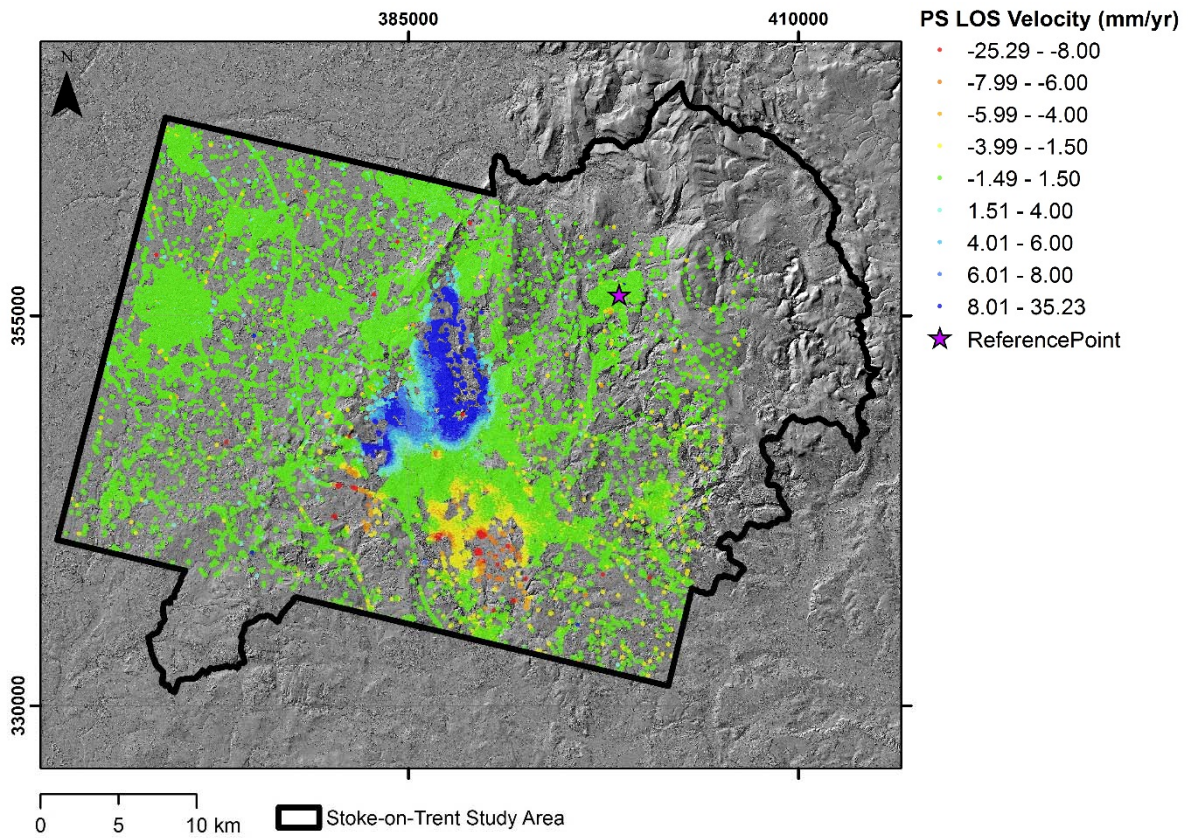 385000
410000
N
355000
330000
PS LOS Velocity (mm/yr)
-25.29 - -8.00
-7.99 - -6.00
-5.99 - -4.00
-3.99 - -1.50
-1.49 - 1.50
1.51 - 4.00
4.01 - 6.00
6.01 - 8.00
8.01 - 35.23
ReferencePoint
0 5 10 km
Stoke-on-Trent Study Area